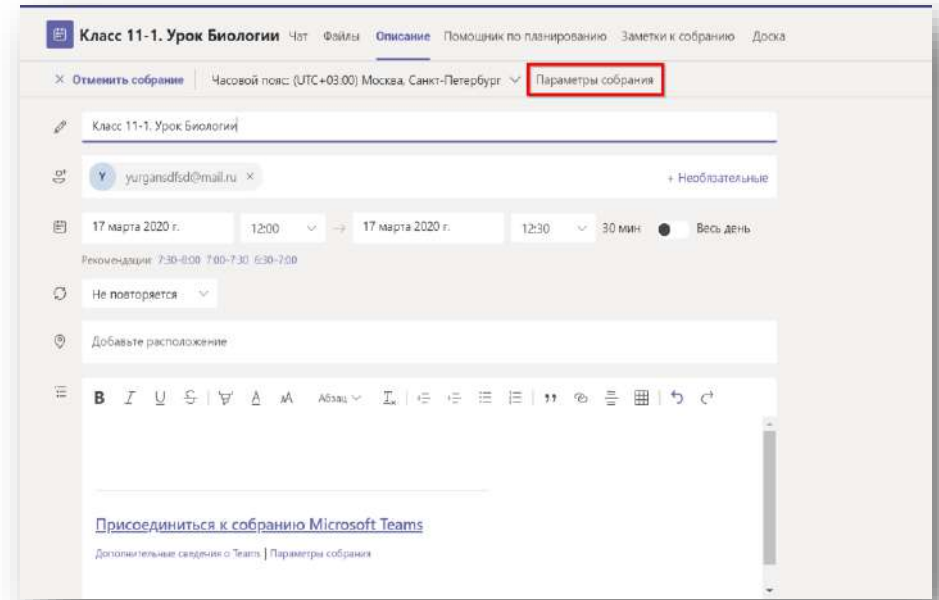 Класс 11-1. Урок Биологии Чат Файлы Описание Помощник по планированию Заметки к собранию Доска
Отменить собрание Часовой пояс: (UTC+03:00) Москва, Санкт-Петербург Параметры собрания
Класс 11-1. Урок Биологии
Y yurgansdfsd@mail.ru × + Необязательные
17 марта 2020 г. 12:00 → 17 марта 2020 г. 12:30 30 мин Весь день
Рекомендации: 7:30-8:00 7:00-7:30 6:30-7:00
Не повторяется
Добавьте расположение
B I U S A AA Абзац
Присоединиться к собранию Microsoft Teams
Дополнительные сведения о Teams | Параметры собрания